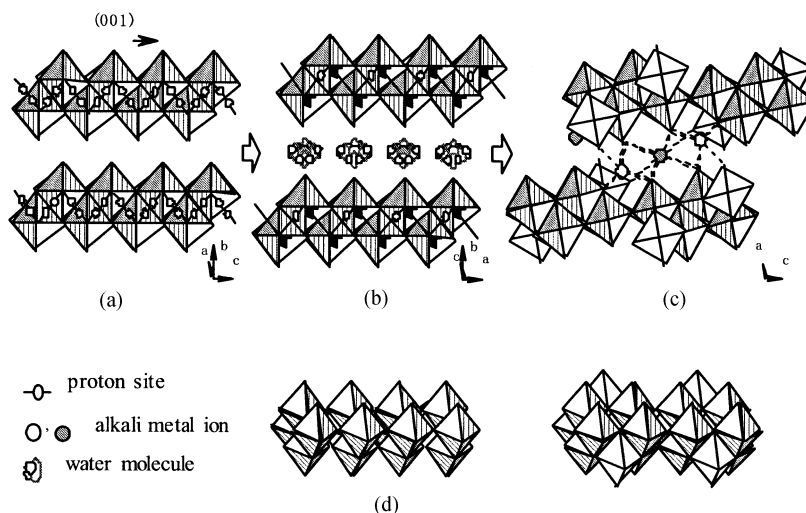 (001)
a b c
(a)
c b a
(b)
a c
(c)
proton site
, alkali metal ion
water molecule
(d)